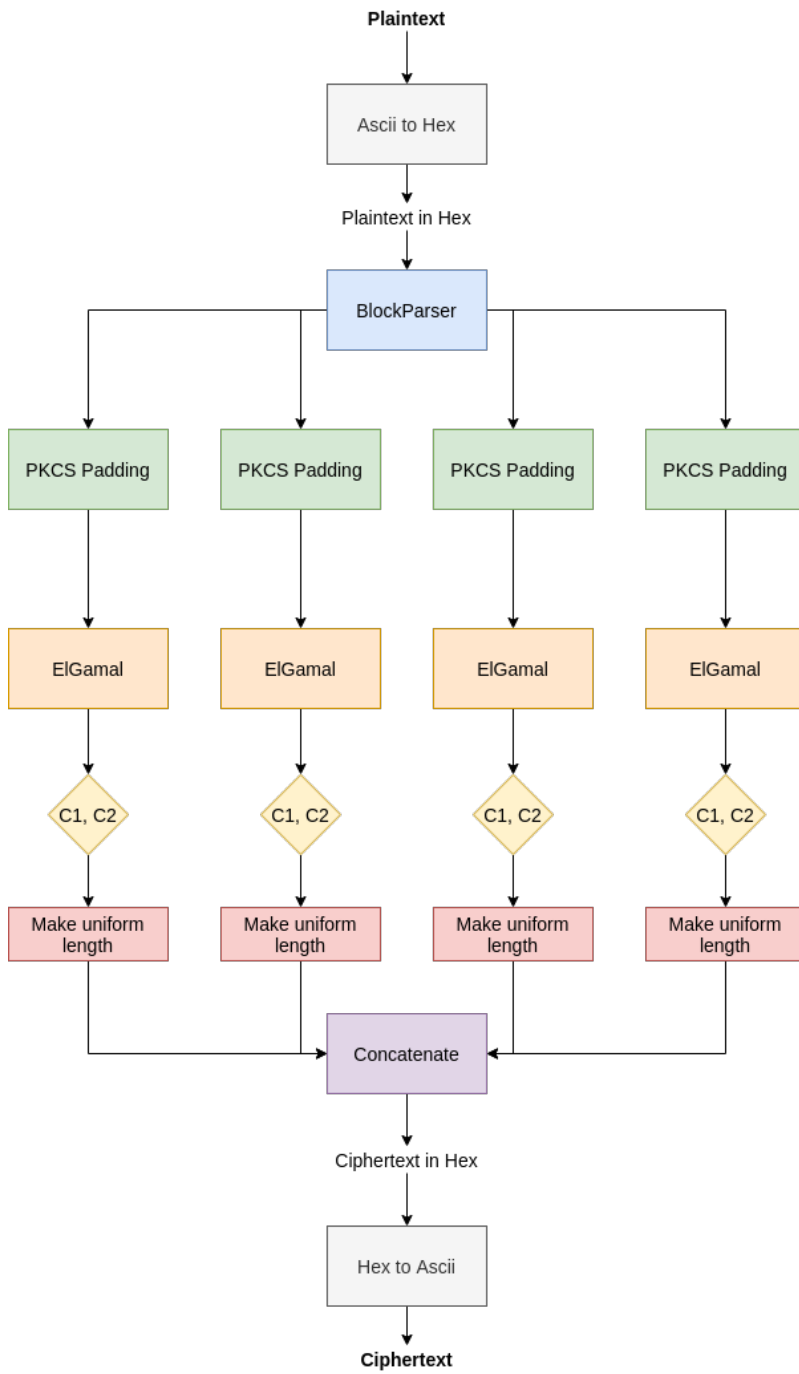 Plaintext
Ascii to Hex
Plaintext in Hex
BlockParser
PKCS Padding
PKCS Padding
PKCS Padding
PKCS Padding
ElGamal
ElGamal
ElGamal
ElGamal
C1, C2
C1, C2
C1, C2
C1, C2
Make uniform
length
Make uniform
length
Make uniform
length
Make uniform
length
Concatenate
Ciphertext in Hex
Hex to Ascii
Ciphertext